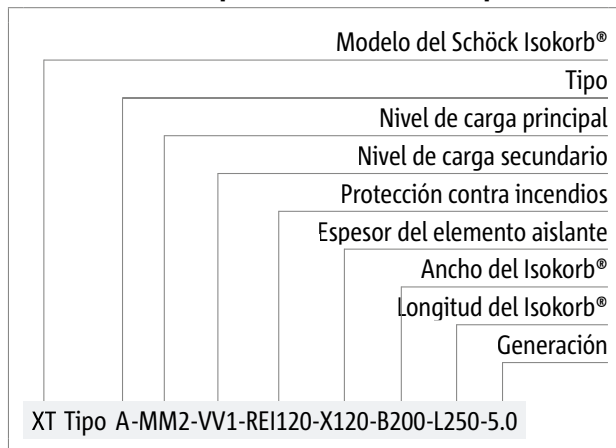 Modelo del Schöck Isokorb®
Tipo
Nivel de carga principal
Nivel de carga secundario
Protección contra incendios
Espesor del elemento aislante
Ancho del Isokorb®
Longitud del Isokorb®
Generación
XT Tipo A-MM2-VV1-REI120-X120-B200-L250-5.0